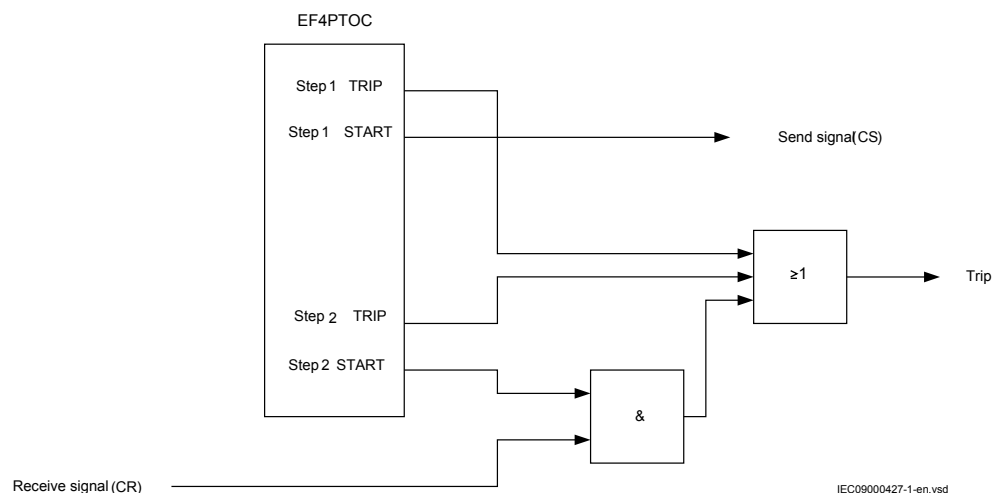 EF4PTOC
Step 1 TRIP
Step 1 START
Send signal(CS)
≥1
Trip
Step 2 TRIP
Step 2 START
&
Receive signal (CR)
IEC09000427-1-en.vsd